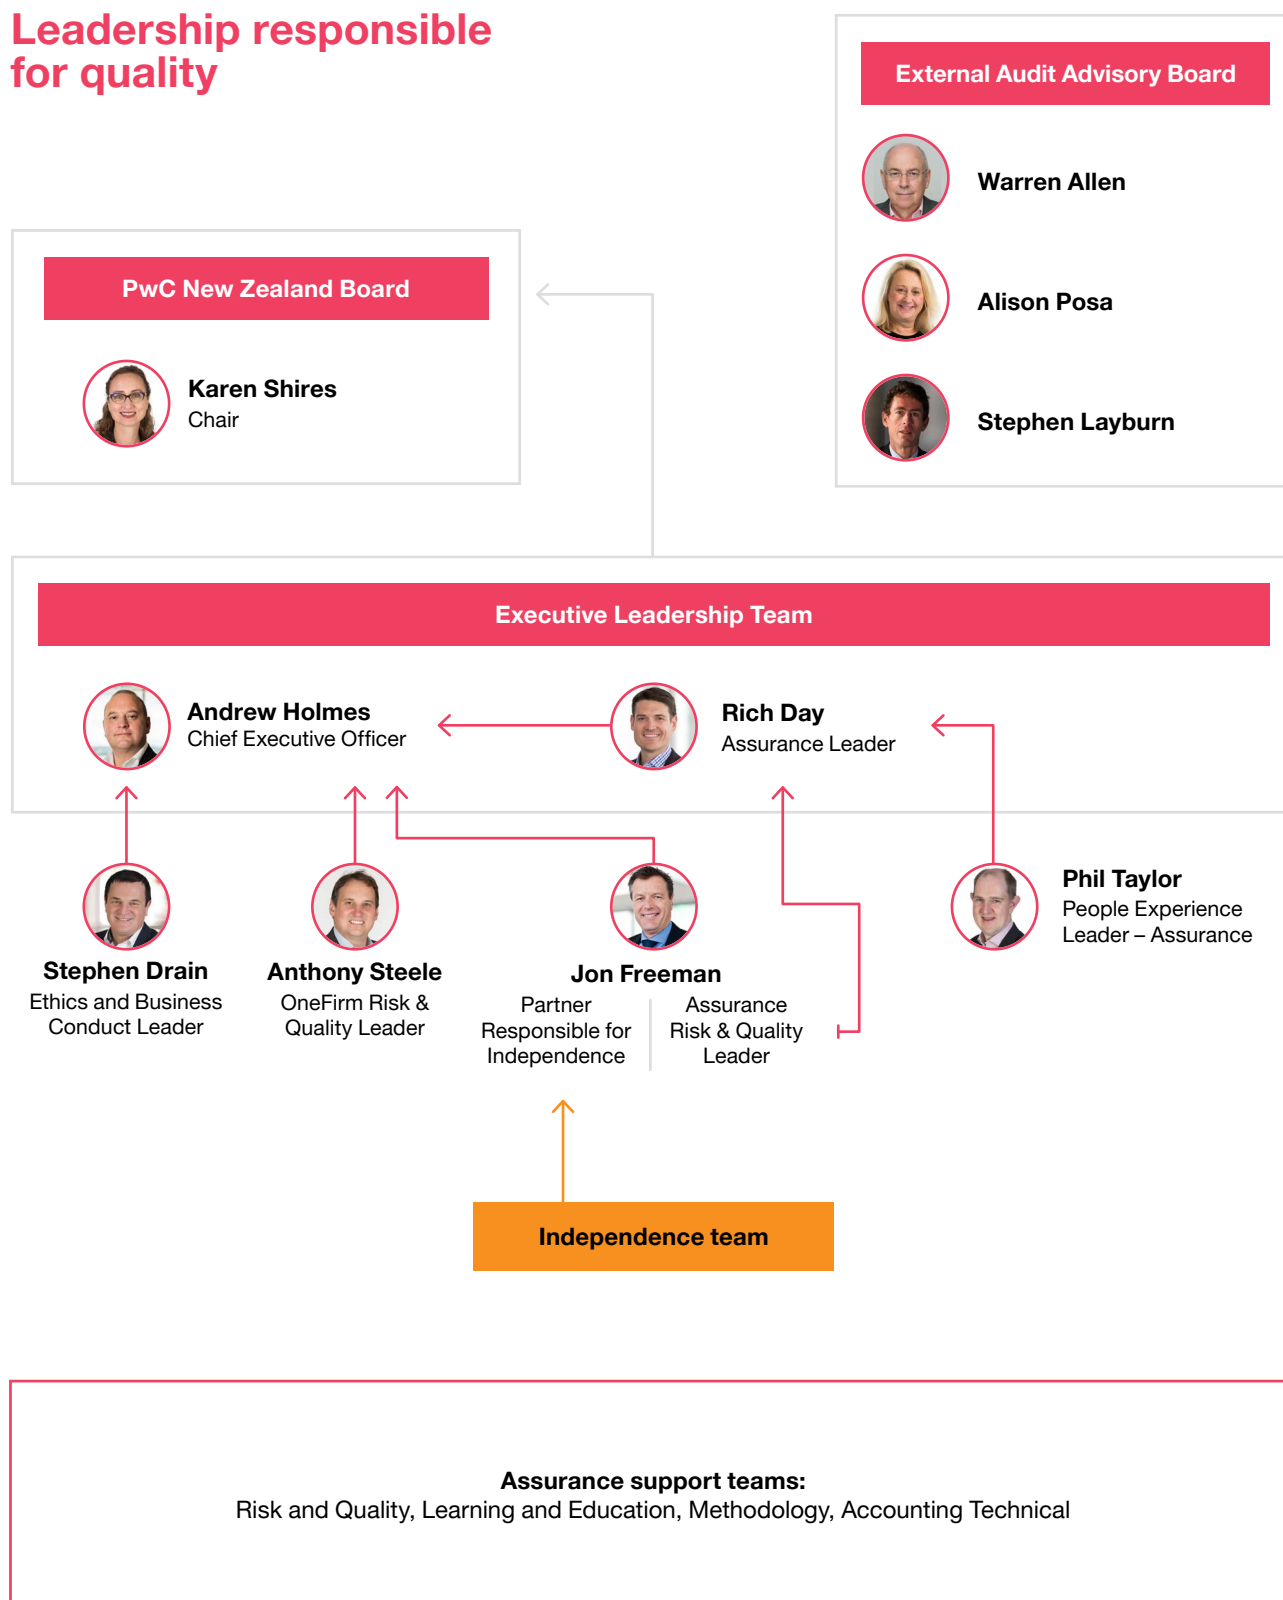 Leadership responsible
for quality
External Audit Advisory Board
Warren Allen
Alison Posa
Stephen Layburn
PwC New Zealand Board
Karen Shires
Chair
Executive Leadership Team
Andrew Holmes
Chief Executive Officer
Rich Day
Assurance Leader
Stephen Drain
Ethics and Business
Conduct Leader
Anthony Steele
OneFirm Risk &
Quality Leader
Jon Freeman
Partner
Responsible for
Independence
Assurance
Risk & Quality
Leader
Phil Taylor
People Experience
Leader – Assurance
Independence team
Assurance support teams:
Risk and Quality, Learning and Education, Methodology, Accounting Technical